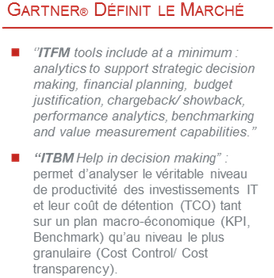 GARTNER® DÉFINIT LE MARCHÉ
“ITFM tools include at a minimum :
analytics to support strategic decision
making, financial planning, budget
justification, chargeback/ showback,
performance analytics, benchmarking
and value measurement capabilities.”
“ITBM Help in decision making” :
permet d’analyser le véritable niveau
de productivité des investissements IT
et leur coût de détention (TCO) tant
sur un plan macro-économique (KPI,
Benchmark) qu’au niveau le plus
granulaire (Cost Control/ Cost
transparency).